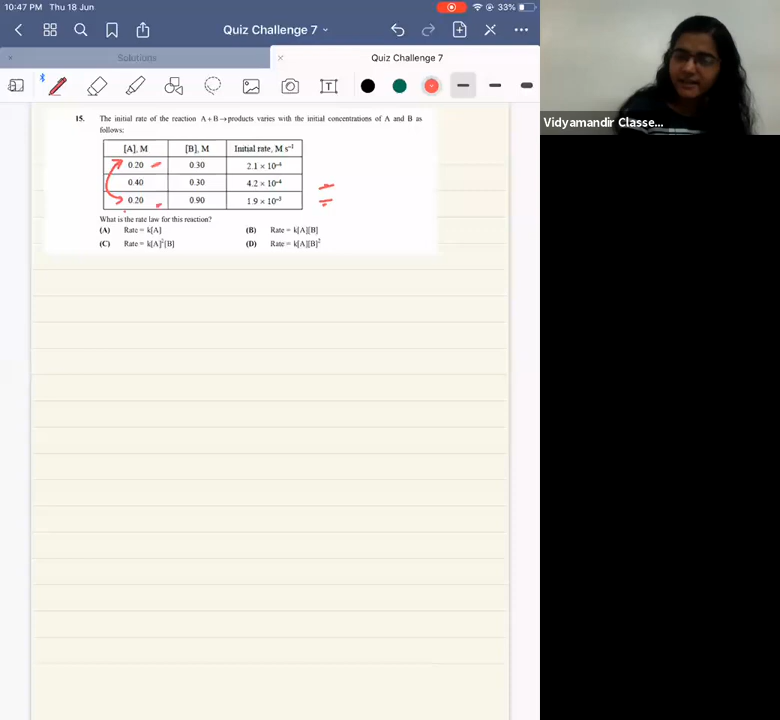 10:47 PM Thu 18 Jun
33%
Quiz Challenge 7
Solutions
Quiz Challenge 7
15. The initial rate of the reaction A + B → products varies with the initial concentrations of A and B as
follows:
[A], M [B], M Initial rate, M s⁻¹
0.20 0.30 2.1 × 10⁻⁴
0.40 0.30 4.2 × 10⁻⁴
0.20 0.90 1.9 × 10⁻³
What is the rate law for this reaction?
(A) Rate = k[A] (B) Rate = k[A][B]
(C) Rate = k[A]²[B] (D) Rate = k[A][B]²
Vidyamandir Classe...